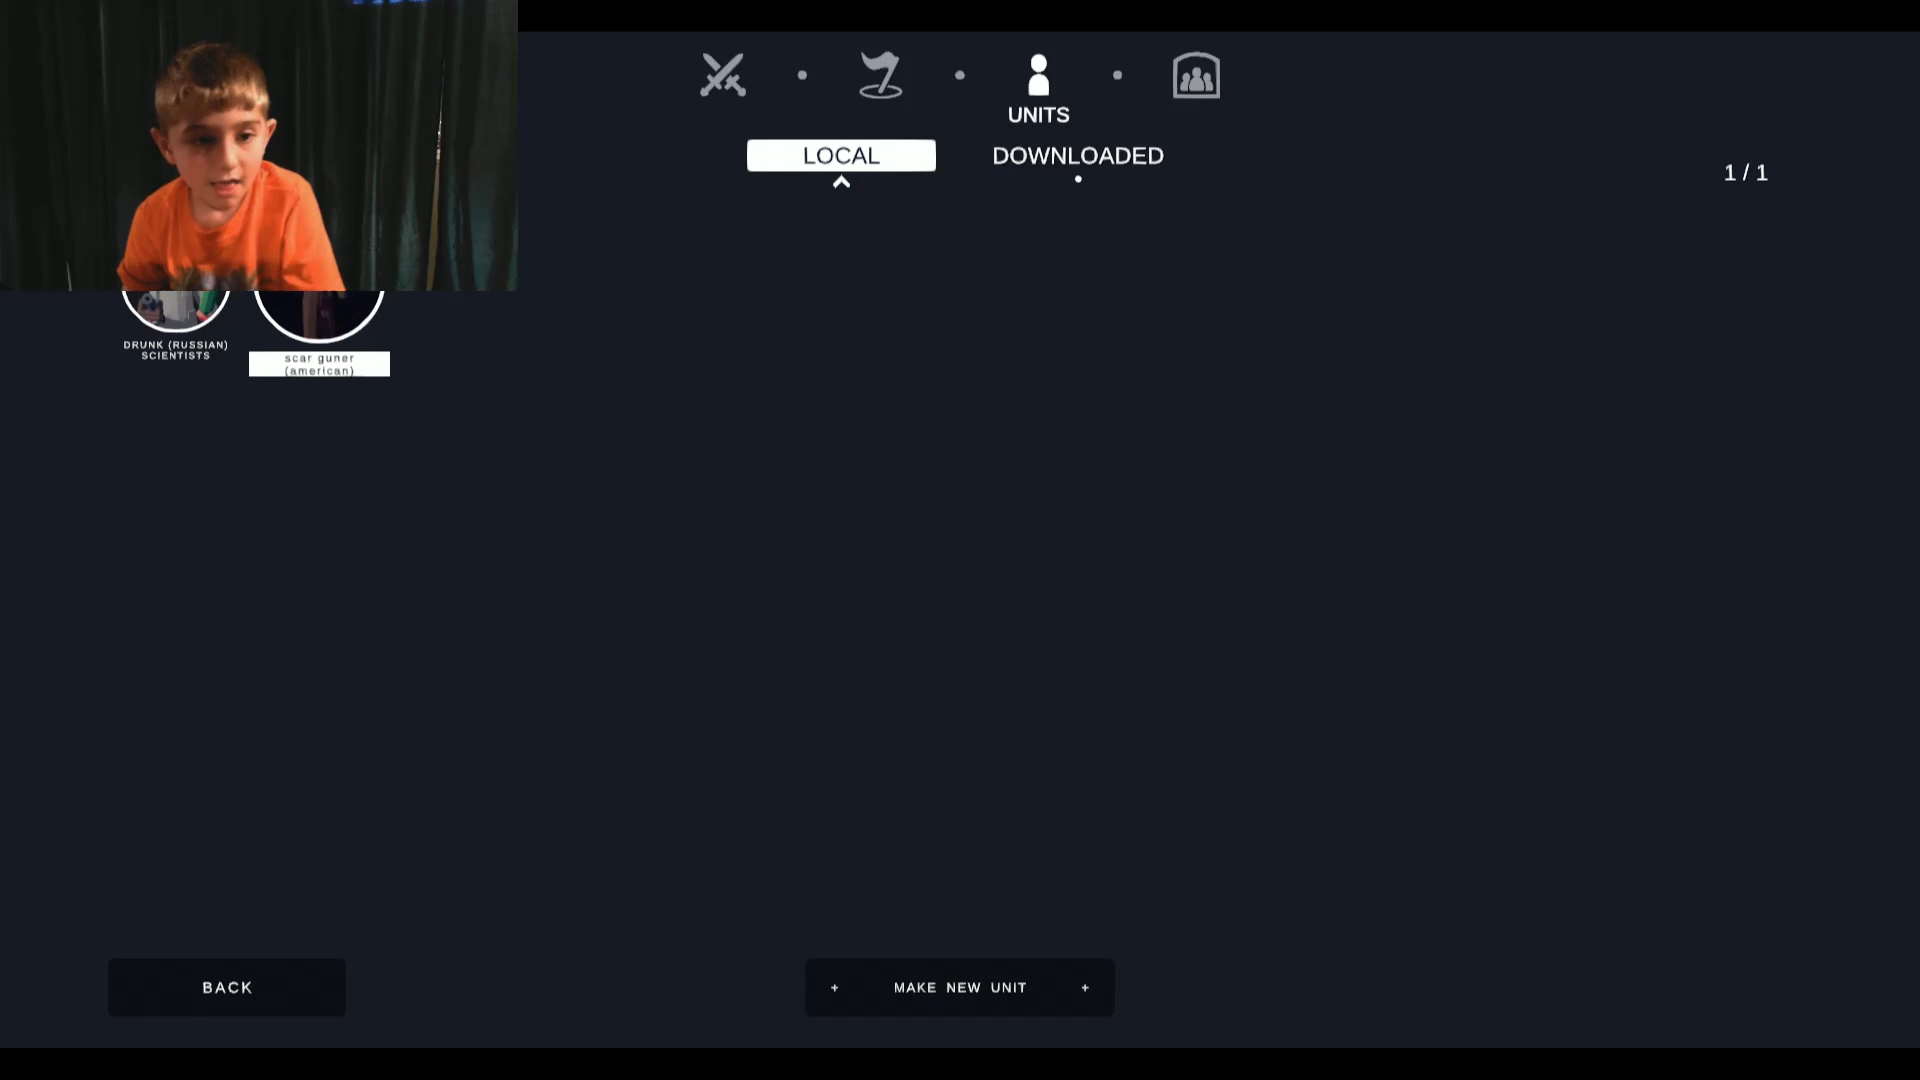 UNITS
LOCAL
DOWNLOADED
1 / 1
DRUNK (RUSSIAN)
SCIENTISTS
scar guner
(american)
BACK
+ MAKE NEW UNIT +